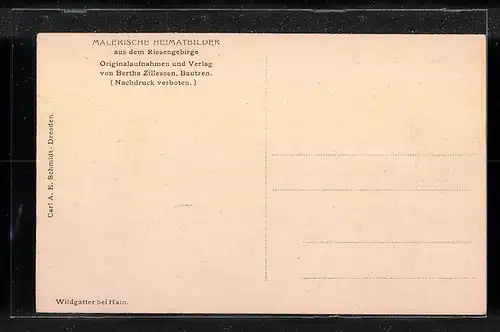 MALERISCHE HEIMATBILDER
aus dem Riesengebirge
Originalaufnahmen und Verlag
von Bertha Zillessen, Bautzen.
(Nachdruck verboten.)
Carl A. E. Schmidt - Dresden.
Wildgatter bei Hain.